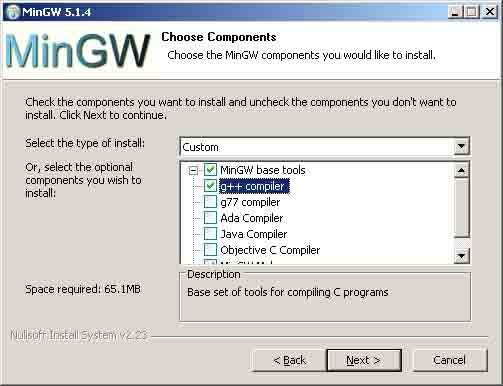 MinGW 5.1.4
MinGW
Choose Components
Choose the MinGW components you would like to install.
Check the components you want to install and uncheck the components you don't want to
install. Click Next to continue.
Select the type of install:
Custom
Or, select the optional
components you wish to
install:
MinGW base tools
g++ compiler
g77 compiler
Ada Compiler
Java Compiler
Objective C Compiler
Description
Base set of tools for compiling C programs
Space required: 65.1MB
Nullsoft Install System v2.23
< Back
Next >
Cancel